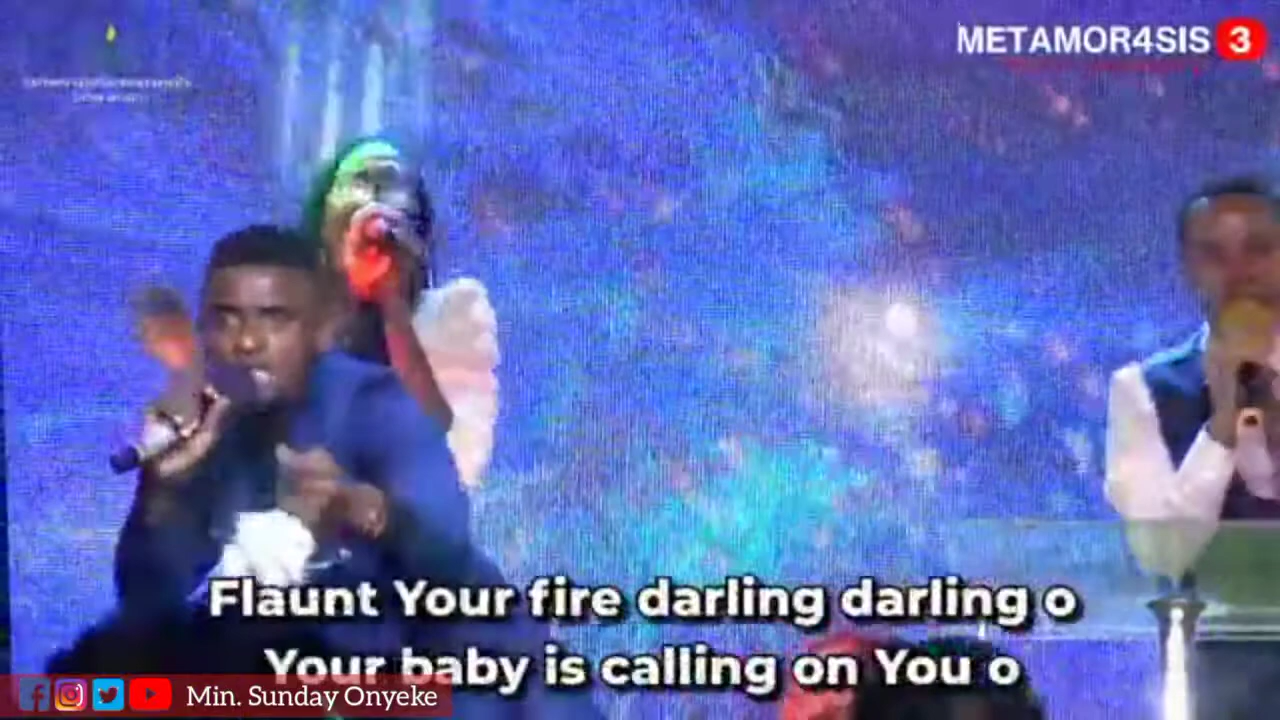 METAMOR4SIS 3
Flaunt Your fire darling darling o
Your baby is calling on You o
Min. Sunday Onyeke